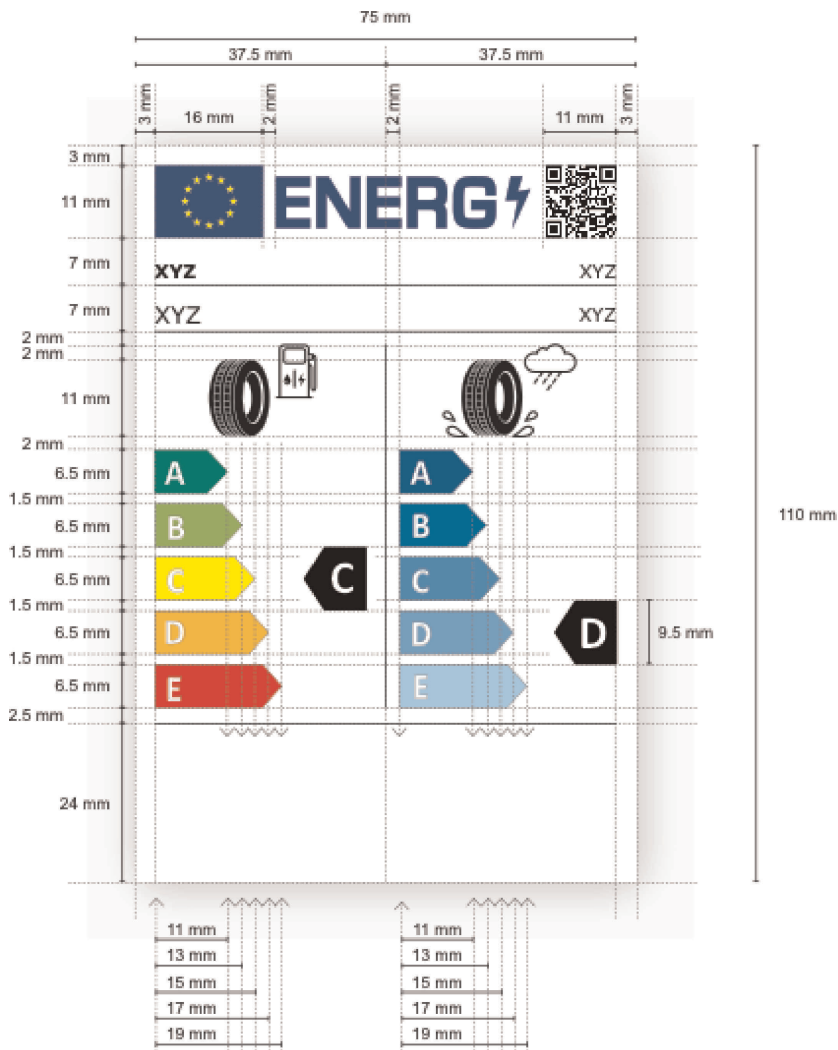 75 mm
37.5 mm 37.5 mm
3 mm 16 mm 2 mm 2 mm 11 mm 3 mm
3 mm
11 mm ENERG
7 mm XYZ XYZ
7 mm XYZ XYZ
2 mm
2 mm
11 mm
2 mm
6.5 mm A A
1.5 mm
6.5 mm B B 110 mm
1.5 mm
6.5 mm C C C
1.5 mm
6.5 mm D D D 9.5 mm
1.5 mm
6.5 mm E E
2.5 mm
24 mm
11 mm 11 mm
13 mm 13 mm
15 mm 15 mm
17 mm 17 mm
19 mm 19 mm